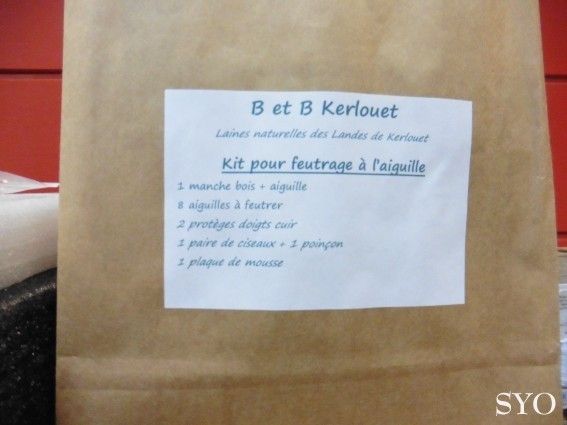 B et B Kerlouet
Laines naturelles des Landes de Kerlouet
Kit pour feutrage à l'aiguille
1 manche bois + aiguille
8 aiguilles à feutrer
2 protèges doigts cuir
1 paire de ciseaux + 1 poinçon
1 plaque de mousse
SYO